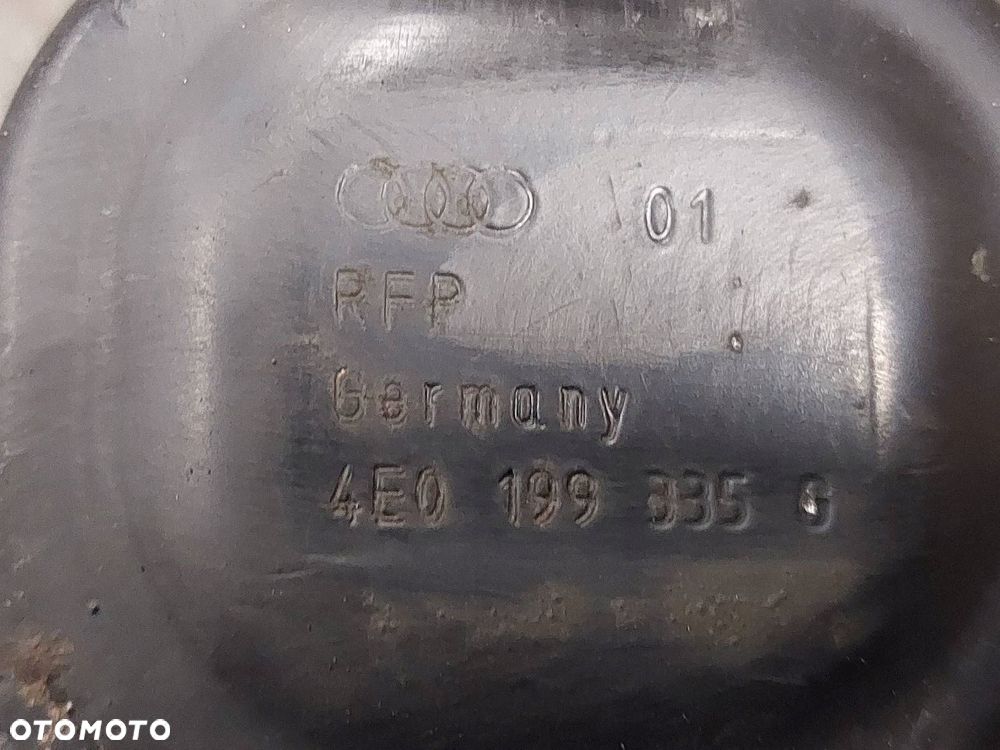 01
RFP
Germany
4E0 199 335 G
OTOMOTO